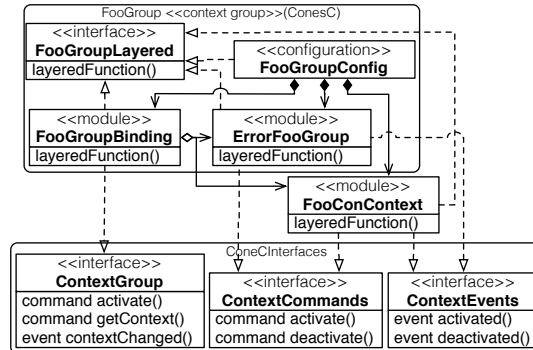 FooGroup <<context group>>(ConesC)
<<interface>>
FooGroupLayered
layeredFunction()
<<configuration>>
FooGroupConfig
<<module>>
FooGroupBinding
layeredFunction()
<<module>>
ErrorFooGroup
layeredFunction()
<<module>>
FooConContext
layeredFunction()
ConeCInterfaces
<<interface>>
ContextGroup
command activate()
command getContext()
event contextChanged()
<<interface>>
ContextCommands
command activate()
command deactivate()
<<interface>>
ContextEvents
event activated()
event deactivated()